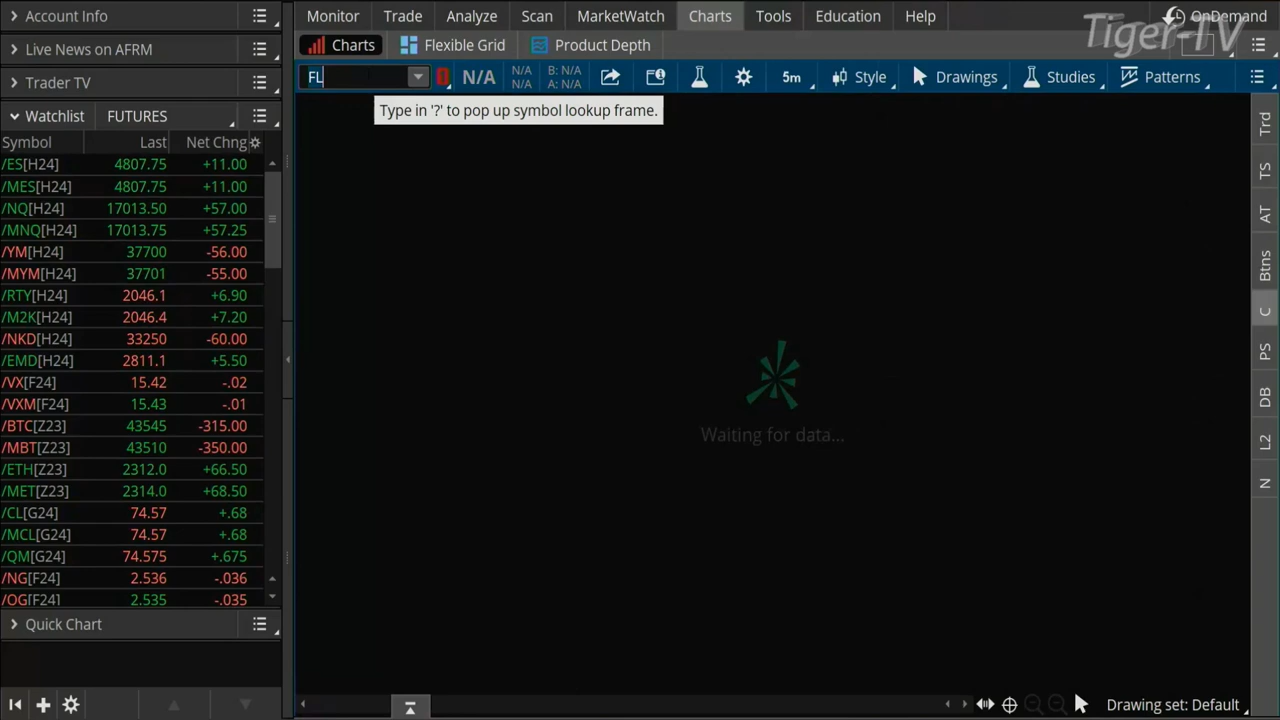 Account Info
Live News on AFRM
Trader TV
Watchlist FUTURES
Symbol Last Net Chng
/ES[H24] 4807.75 +11.00
/MES[H24] 4807.75 +11.00
/NQ[H24] 17013.50 +57.00
/MNQ[H24] 17013.75 +57.25
/YM[H24] 37700 -56.00
/MYM[H24] 37701 -55.00
/RTY[H24] 2046.1 +6.90
/M2K[H24] 2046.4 +7.20
/NKD[H24] 33250 -60.00
/EMD[H24] 2811.1 +5.50
/VX[F24] 15.42 -.02
/VXM[F24] 15.43 -.01
/BTC[Z23] 43545 -315.00
/MBT[Z23] 43510 -350.00
/ETH[Z23] 2312.0 +66.50
/MET[Z23] 2314.0 +68.50
/CL[G24] 74.57 +.68
/MCL[G24] 74.57 +.68
/QM[G24] 74.575 +.675
/NG[F24] 2.536 -.036
/OG[F24] 2.535 -.035
Quick Chart
Monitor Trade Analyze Scan MarketWatch Charts Tools Education Help OnDemand
Tiger-TV
Charts Flexible Grid Product Depth
FL N/A N/A B: N/A 5m Style Drawings Studies Patterns
N/A A: N/A
Type in '?' to pop up symbol lookup frame.
Waiting for data...
Trd
TS
AT
Btns
C
PS
DB
L2
N
Drawing set: Default